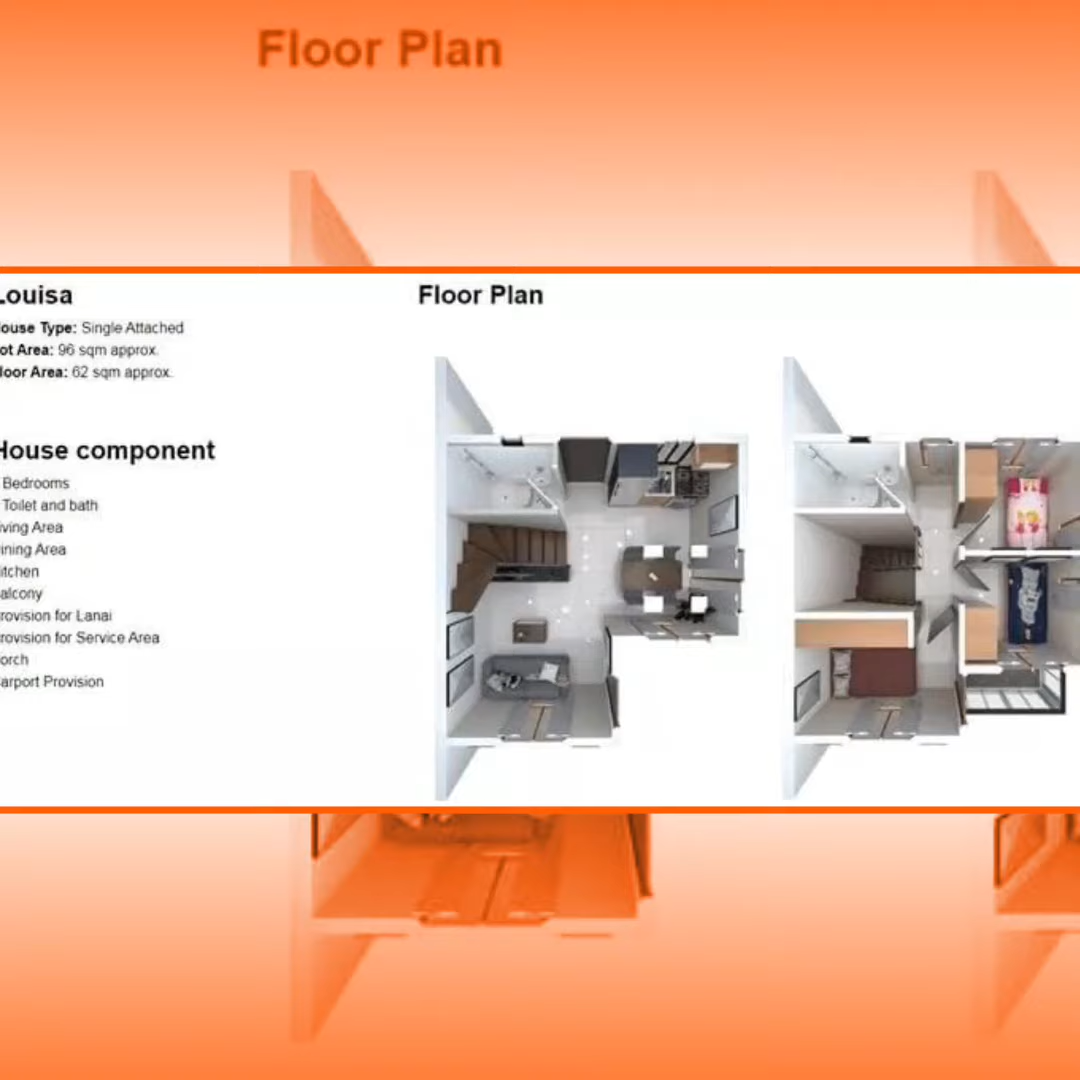 Floor Plan
Louisa
ouse Type: Single Attached
ot Area: 96 sqm approx.
loor Area: 62 sqm approx.
Floor Plan
House component
Bedrooms
Toilet and bath
iving Area
ining Area
itchen
alcony
rovision for Lanai
rovision for Service Area
orch
arport Provision